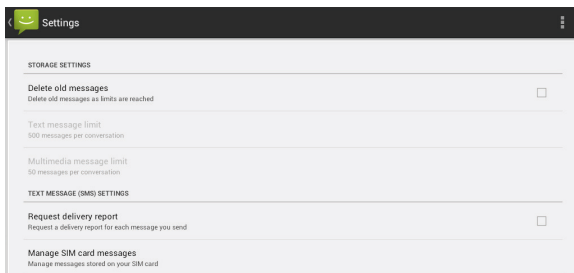 Settings
STORAGE SETTINGS
Delete old messages
Delete old messages as limits are reached
Text message limit
500 messages per conversation
Multimedia message limit
50 messages per conversation
TEXT MESSAGE (SMS) SETTINGS
Request delivery report
Request a delivery report for each message you send
Manage SIM card messages
Manage messages stored on your SIM card